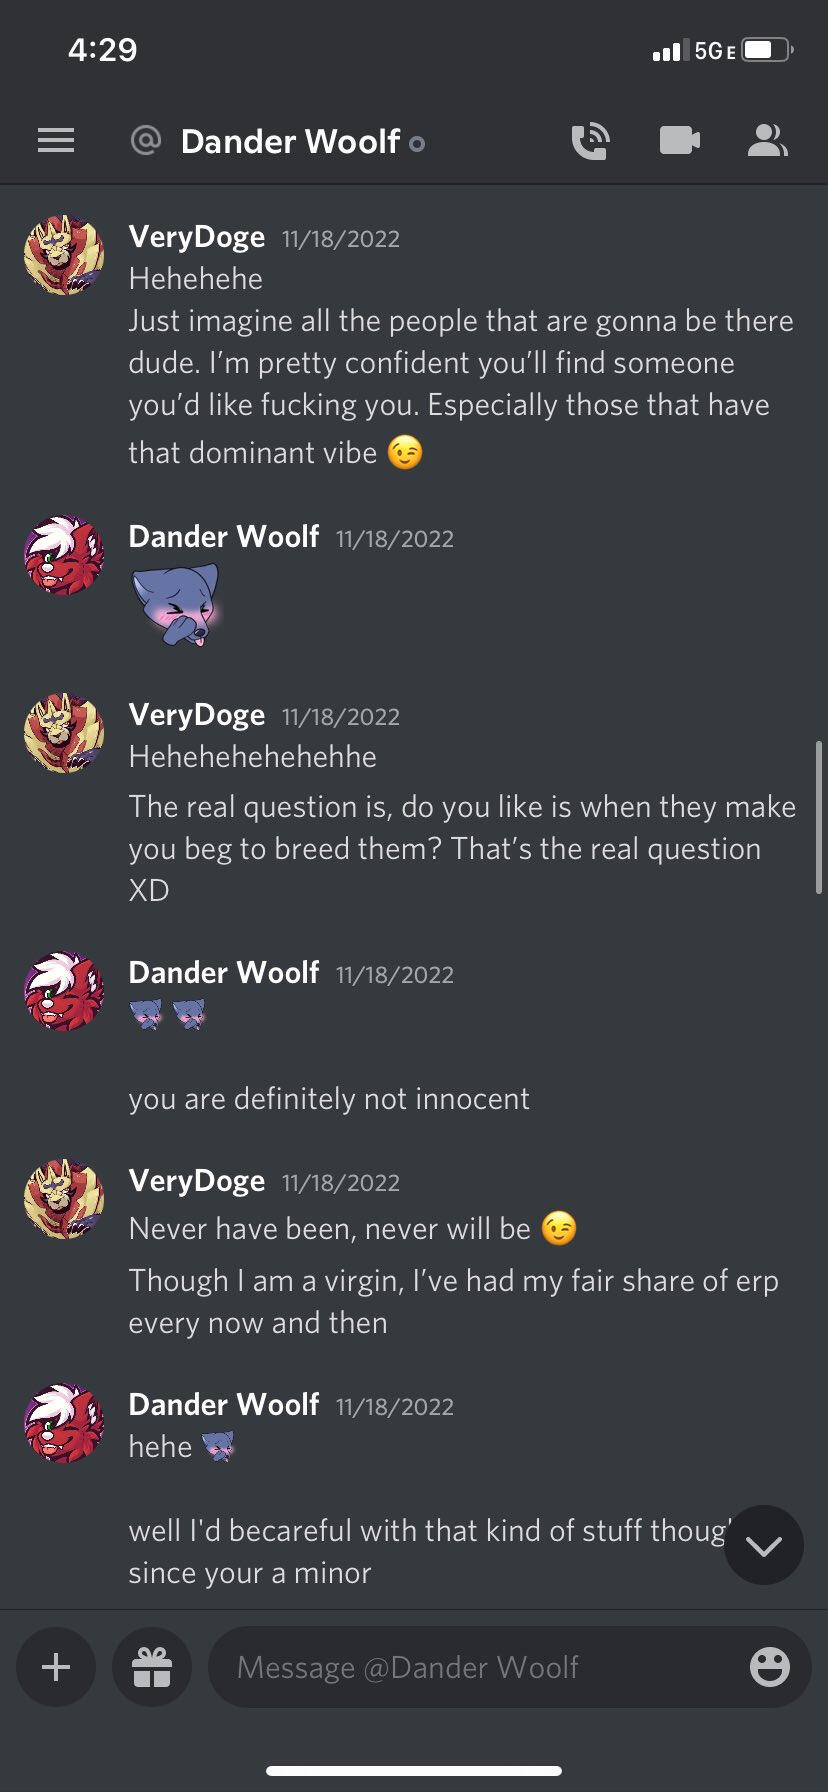 4:29
5G E
@ Dander Woolf
VeryDoge 11/18/2022
Hehehehe
Just imagine all the people that are gonna be there
dude. I'm pretty confident you'll find someone
you'd like fucking you. Especially those that have
that dominant vibe 😉
Dander Woolf 11/18/2022
VeryDoge 11/18/2022
Hehehehehehehhe
The real question is, do you like is when they make
you beg to breed them? That's the real question
XD
Dander Woolf 11/18/2022
you are definitely not innocent
VeryDoge 11/18/2022
Never have been, never will be 😉
Though I am a virgin, I've had my fair share of erp
every now and then
Dander Woolf 11/18/2022
hehe
well I'd becareful with that kind of stuff
since your a minor
Message @Dander Woolf